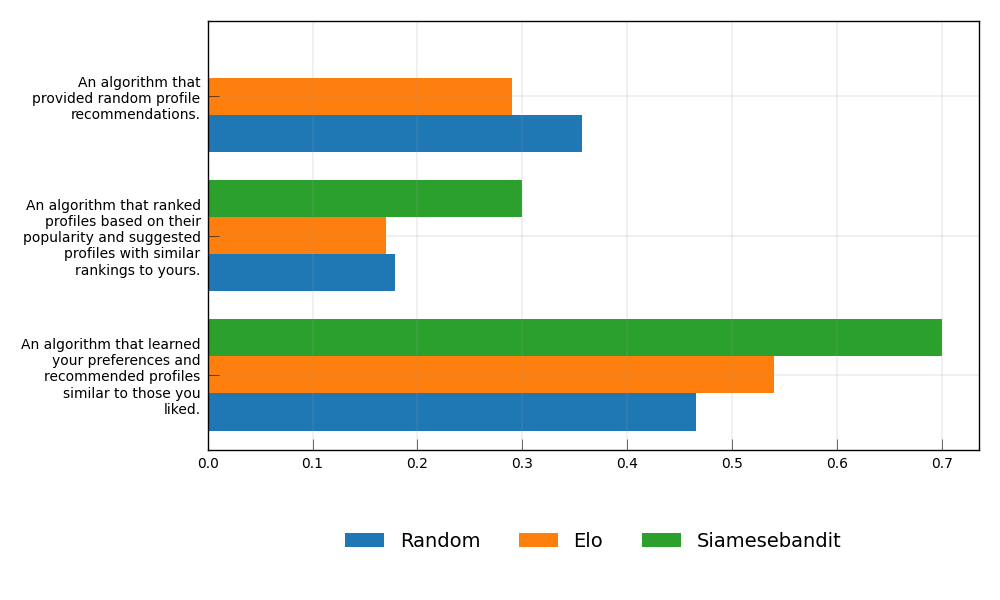 An algorithm that
provided random profile
recommendations.
An algorithm that ranked
profiles based on their
popularity and suggested
profiles with similar
rankings to yours.
An algorithm that learned
your preferences and
recommended profiles
similar to those you
liked.
0.0 0.1 0.2 0.3 0.4 0.5 0.6 0.7
Random Elo Siamesebandit